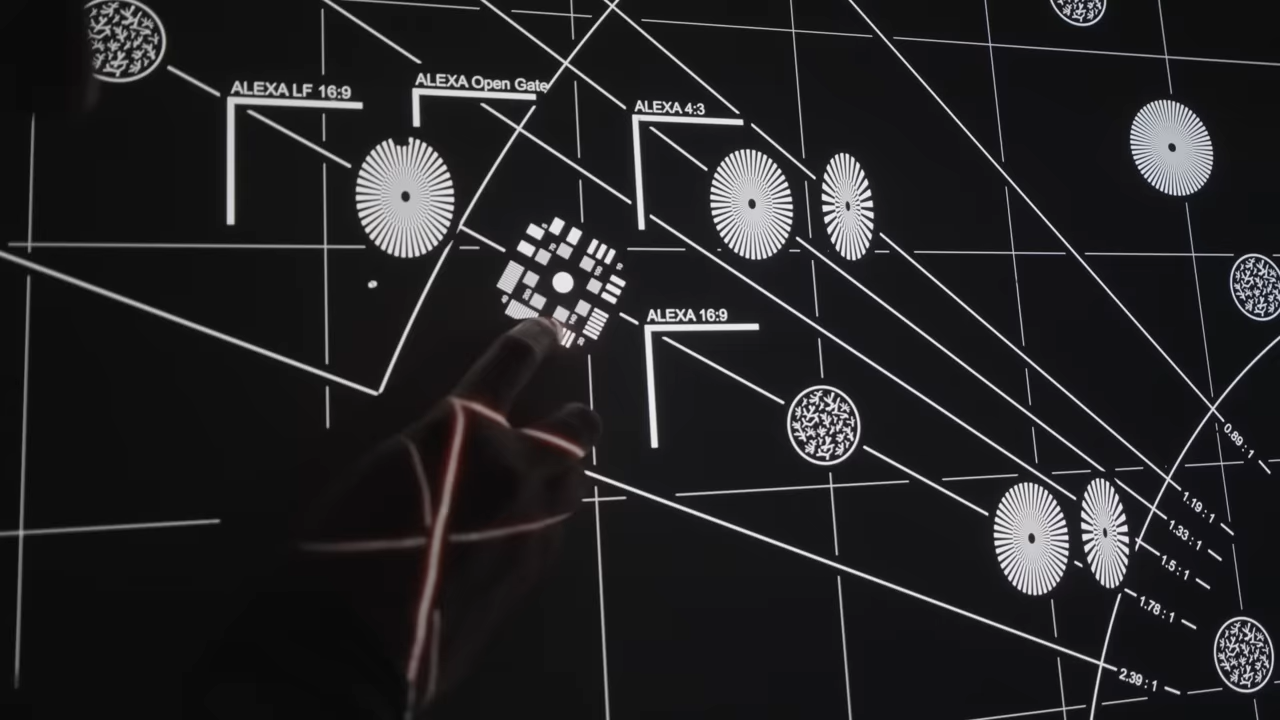 ALEXA LF 16:9
ALEXA Open Gate
ALEXA 4:3
ALEXA 16:9
0.89 : 1
1.19 : 1
1.33 : 1
1.5 : 1
1.78 : 1
2.39 : 1